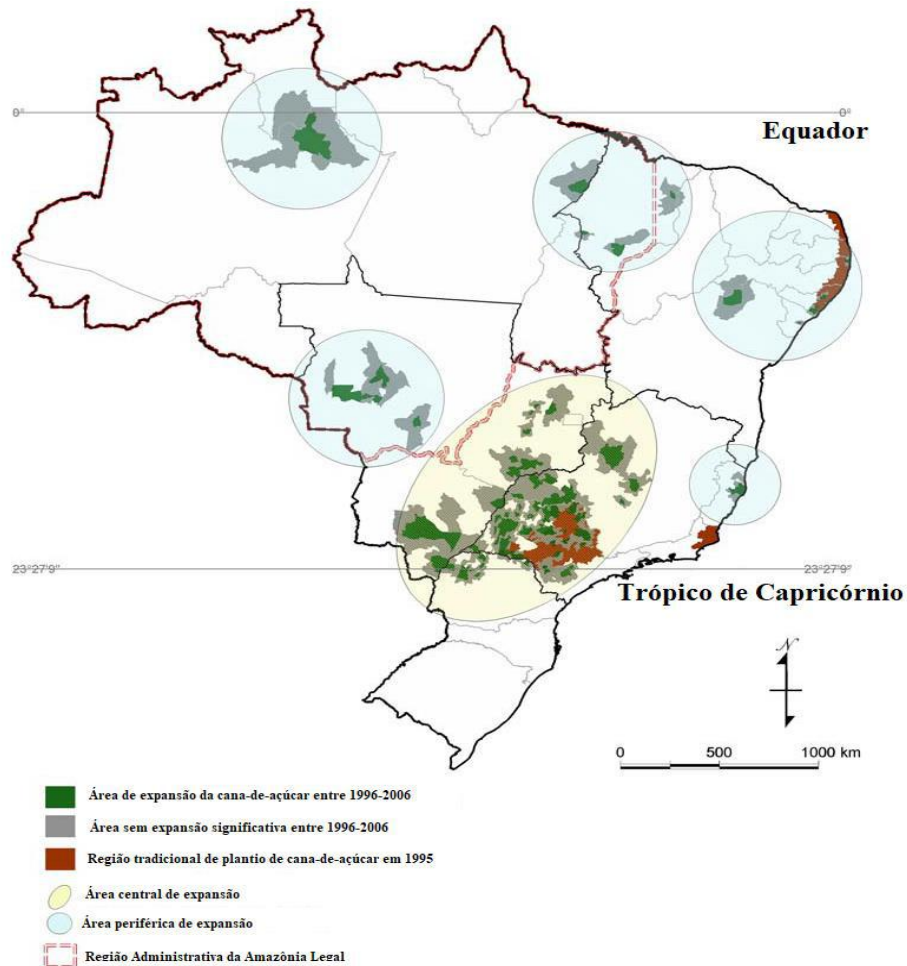 0°
0°
Equador
23°27'9"
23°27'9"
Trópico de Capricórnio
N
0 500 1000 km
Área de expansão da cana-de-açúcar entre 1996-2006
Área sem expansão significativa entre 1996-2006
Região tradicional de plantio de cana-de-açúcar em 1995
Área central de expansão
Área periférica de expansão
Região Administrativa da Amazônia Legal